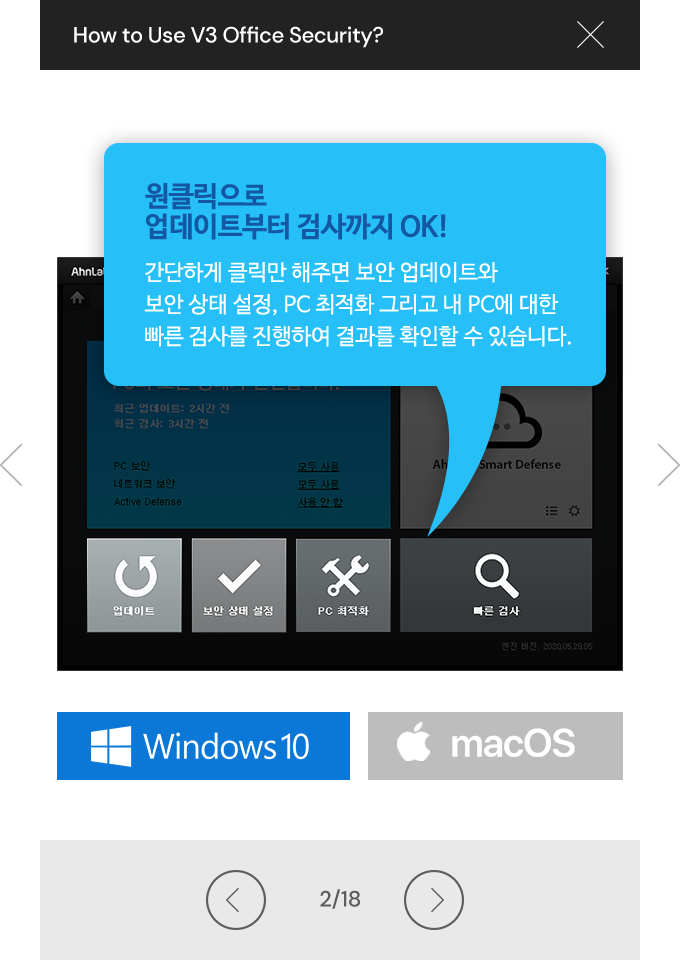 How to Use V3 Office Security?
원클릭으로
업데이트부터 검사까지 OK!
간단하게 클릭만 해주면 보안 업데이트와
보안 상태 설정, PC 최적화 그리고 내 PC에 대한
빠른 검사를 진행하여 결과를 확인할 수 있습니다.
최근 업데이트: 2시간 전
최근 검사: 3시간 전
PC 보안 모두 사용
네트워크 보안 모두 사용
Active Defense 사용 안 함
Smart Defense
업데이트 보안 상태 설정 PC 최적화 빠른 검사
엔진 버전: 2020.05.29.05
Windows 10 macOS
2/18